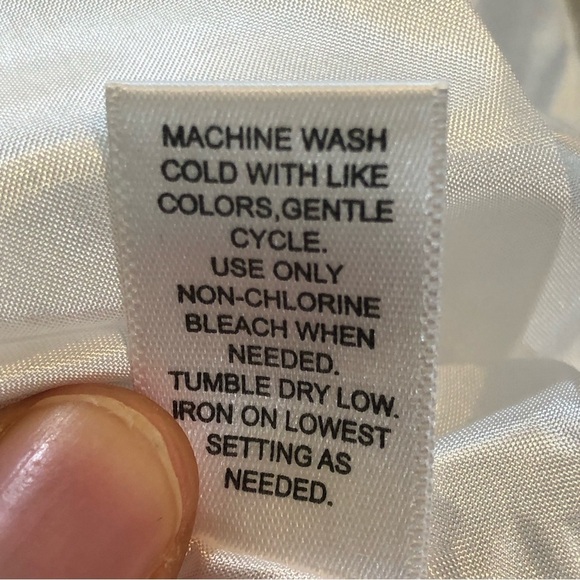 MACHINE WASH
COLD WITH LIKE
COLORS,GENTLE
CYCLE.
USE ONLY
NON-CHLORINE
BLEACH WHEN
NEEDED.
TUMBLE DRY LOW.
IRON ON LOWEST
SETTING AS
NEEDED.